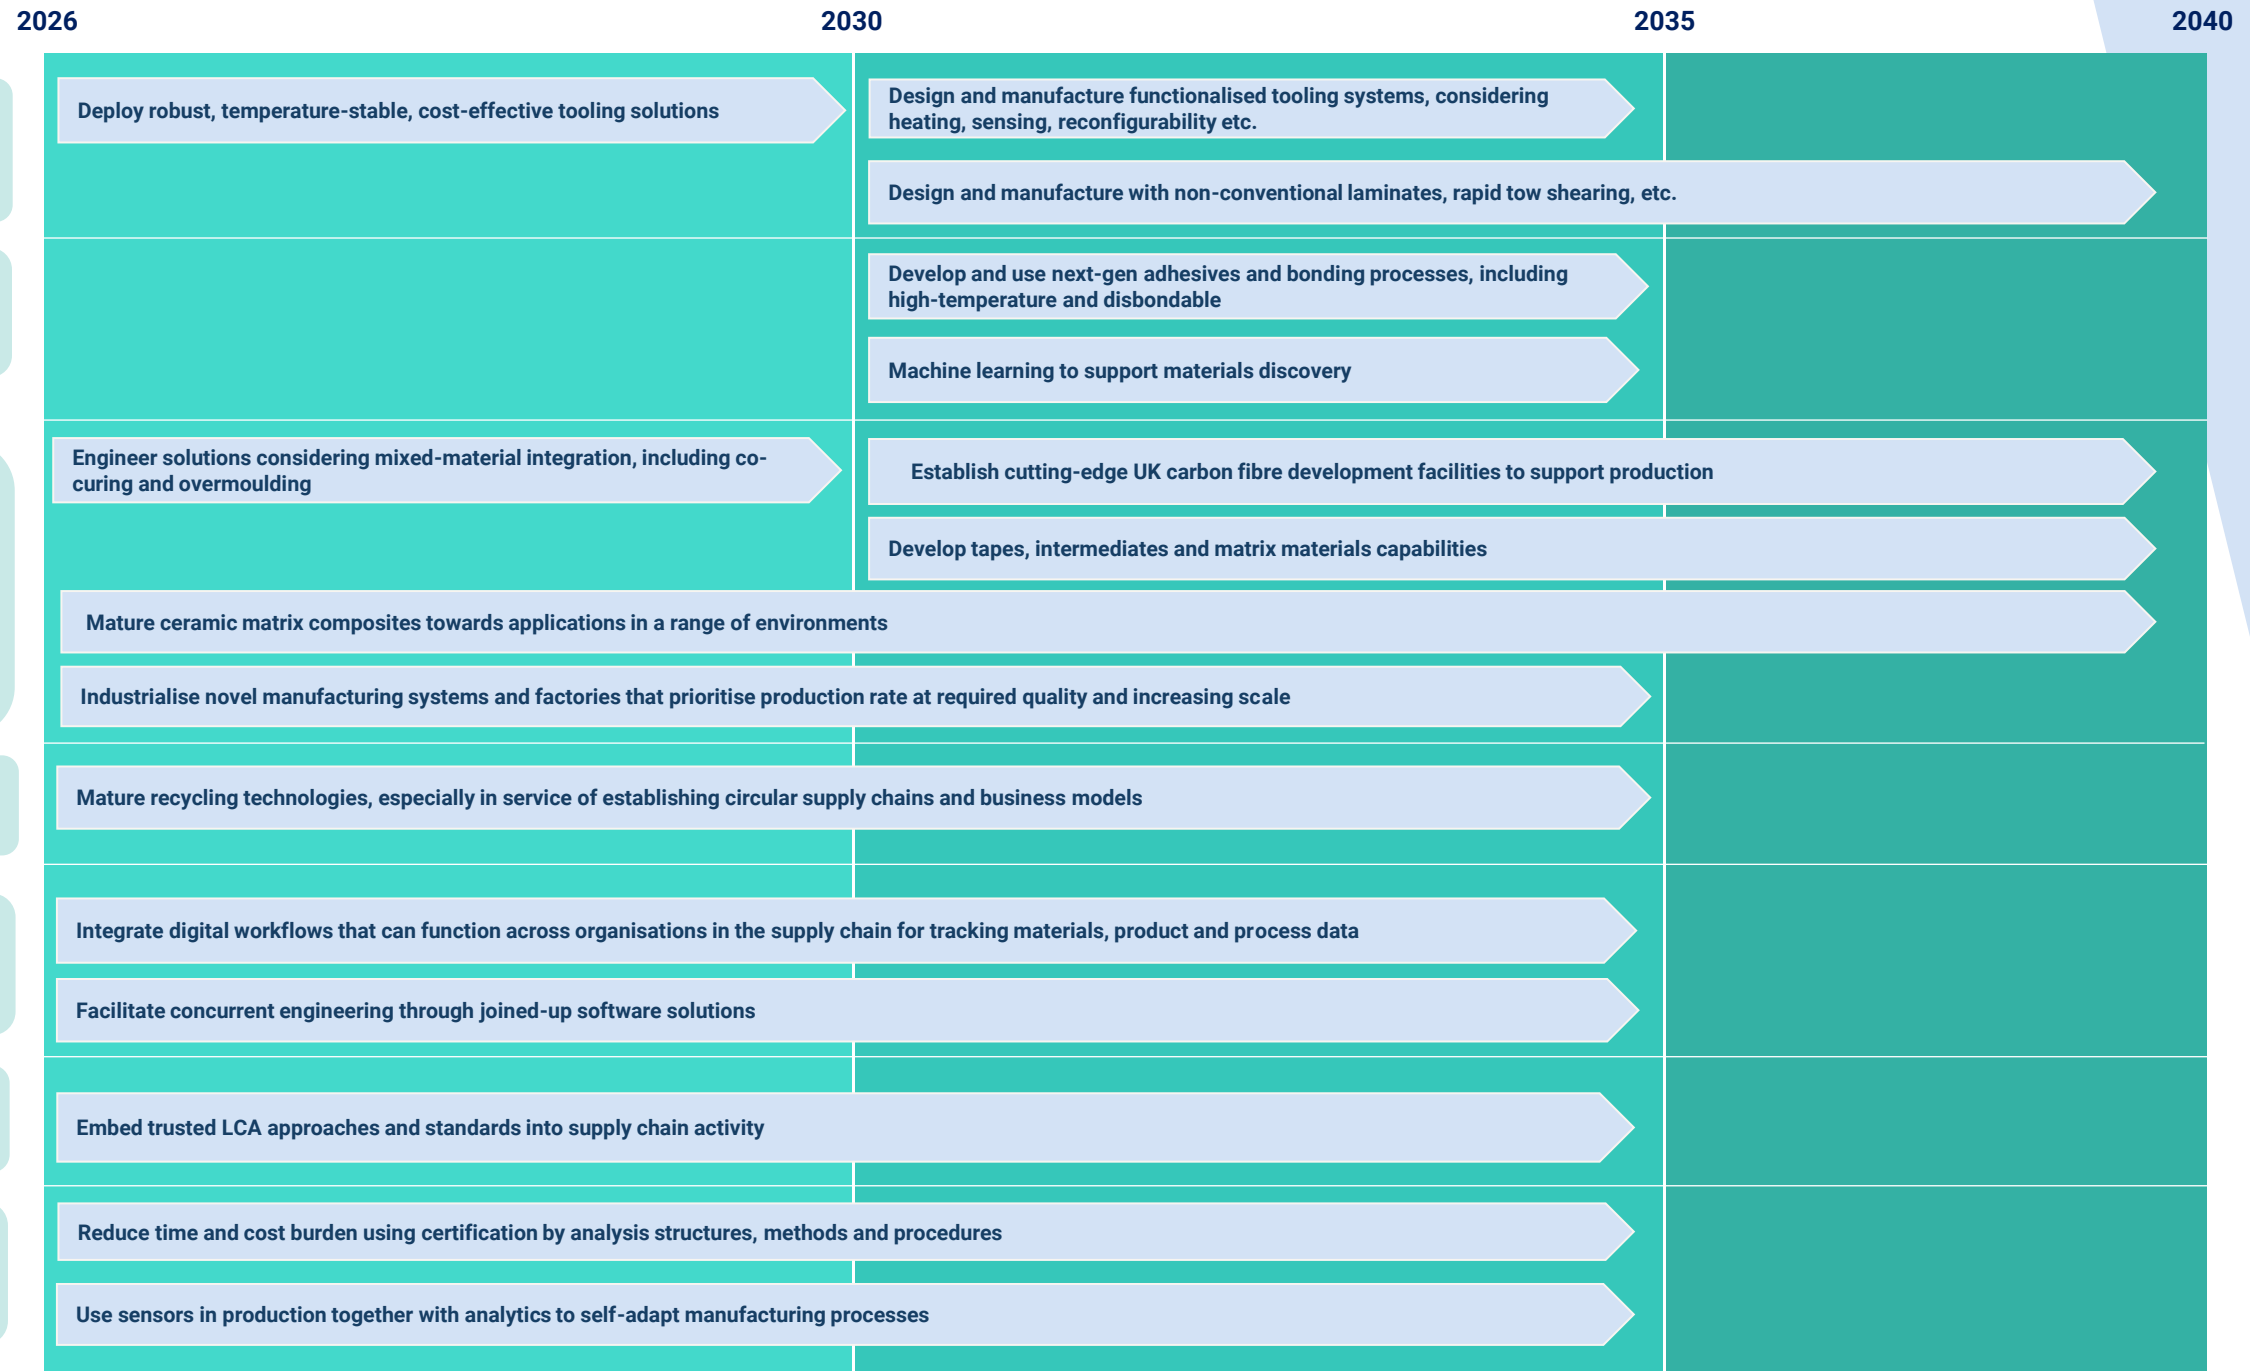 2026
2030
2035
2040
Deploy robust, temperature-stable, cost-effective tooling solutions
Design and manufacture functionalised tooling systems, considering
heating, sensing, reconfigurability etc.
Design and manufacture with non-conventional laminates, rapid tow shearing, etc.
Develop and use next-gen adhesives and bonding processes, including
high-temperature and disbondable
Machine learning to support materials discovery
Engineer solutions considering mixed-material integration, including co-
curing and overmoulding
Establish cutting-edge UK carbon fibre development facilities to support production
Develop tapes, intermediates and matrix materials capabilities
Mature ceramic matrix composites towards applications in a range of environments
Industrialise novel manufacturing systems and factories that prioritise production rate at required quality and increasing scale
Mature recycling technologies, especially in service of establishing circular supply chains and business models
Integrate digital workflows that can function across organisations in the supply chain for tracking materials, product and process data
Facilitate concurrent engineering through joined-up software solutions
Embed trusted LCA approaches and standards into supply chain activity
Reduce time and cost burden using certification by analysis structures, methods and procedures
Use sensors in production together with analytics to self-adapt manufacturing processes